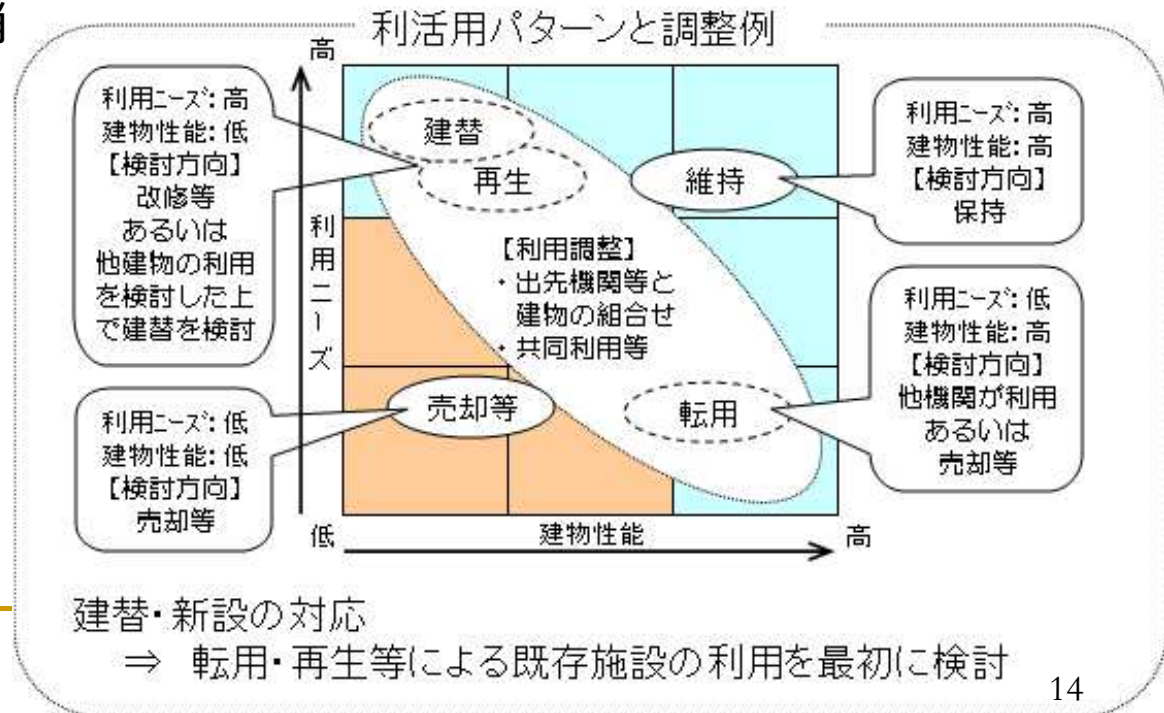 消
利活用パターンと調整例
高
利用ニーズ: 高
建物性能: 低
【検討方向】
改修等
あるいは
他建物の利用
を検討した上
で建替を検討
利用ニーズ: 低
建物性能: 低
【検討方向】
売却等
利用ニーズ
建替
再生
維持
【利用調整】
・出先機関等と
建物の組合せ
・共同利用等
売却等
転用
利用ニーズ: 高
建物性能: 高
【検討方向】
保持
利用ニーズ: 低
建物性能: 高
【検討方向】
他機関が利用
あるいは
売却等
低
建物性能
高
建替・新設の対応
⇒ 転用・再生等による既存施設の利用を最初に検討
14